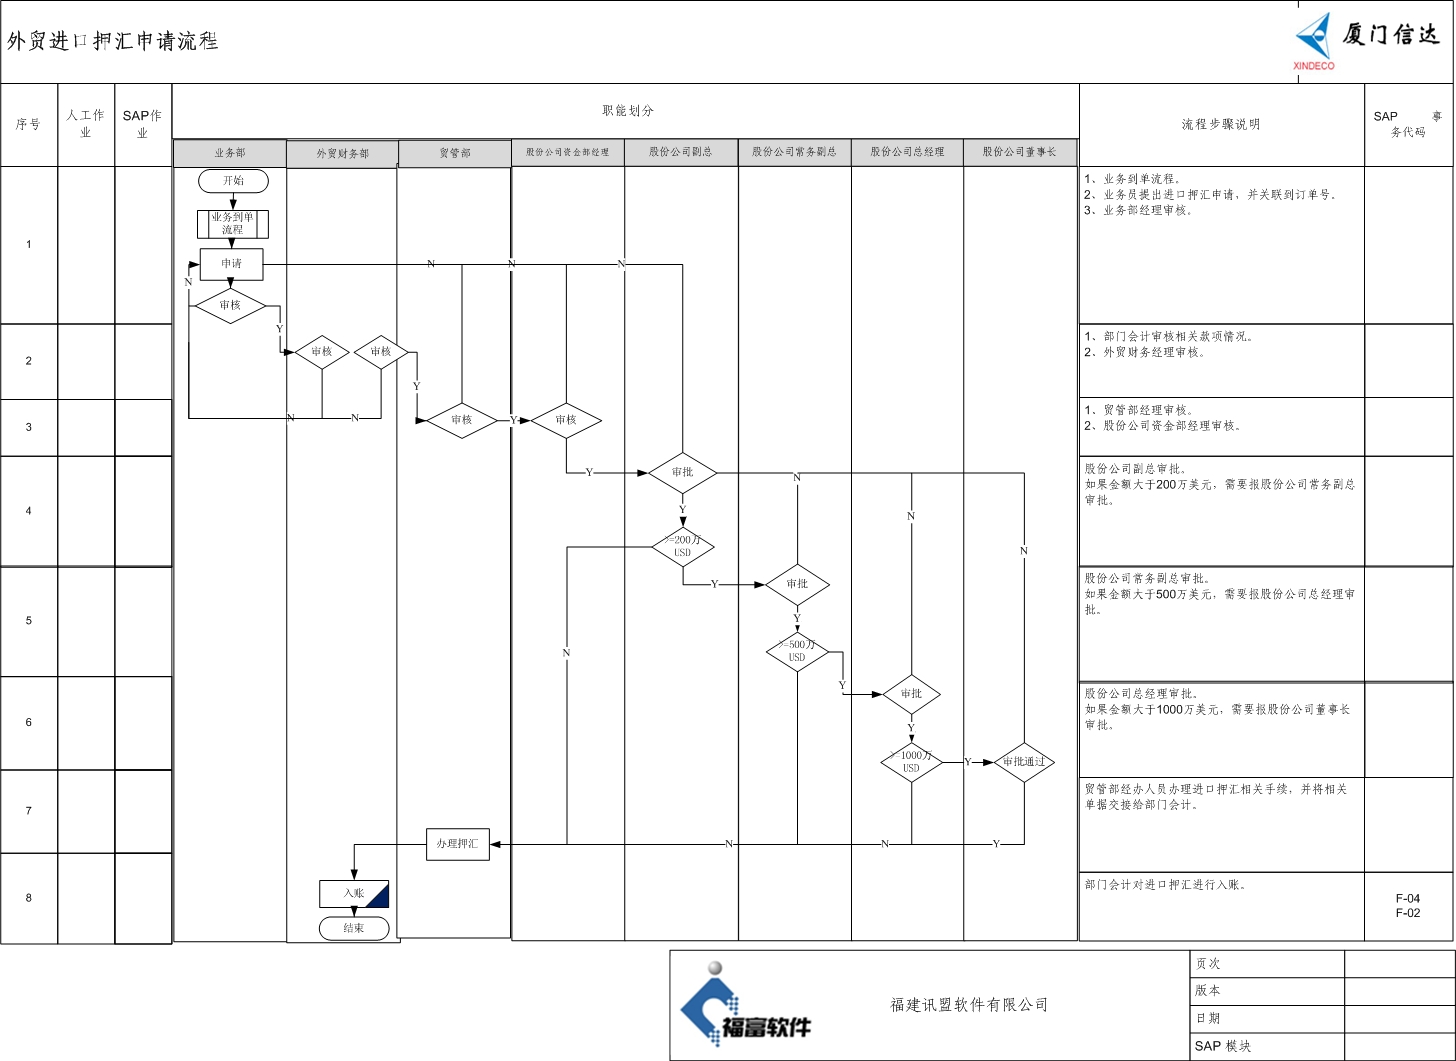 外贸进口押汇申请流程
XINDECO
厦门信达
序号
人工作
业
SAP作
业
职能划分
流程步骤说明
SAP 事
务代码
业务部
外贸财务部
贸管部
股份公司资金部经理
股份公司副总
股份公司常务副总
股份公司总经理
股份公司董事长
开始
业务到单
流程
申请
N
N
N
N
审核
Y
审核
审核
Y
N
N
审核
Y
审核
Y
审批
N
Y
N
N
>=200万
USD
Y
审批
Y
N
>=500万
USD
Y
审批
Y
>=1000万
USD
Y
审批通过
办理押汇
N
N
Y
入账
结束
1
1、业务到单流程。
2、业务员提出进口押汇申请，并关联到订单号。
3、业务部经理审核。
2
1、部门会计审核相关款项情况。
2、外贸财务经理审核。
3
1、贸管部经理审核。
2、股份公司资金部经理审核。
4
股份公司副总审批。
如果金额大于200万美元，需要报股份公司常务副总
审批。
5
股份公司常务副总审批。
如果金额大于500万美元，需要报股份公司总经理审
批。
6
股份公司总经理审批。
如果金额大于1000万美元，需要报股份公司董事长
审批。
7
贸管部经办人员办理进口押汇相关手续，并将相关
单据交接给部门会计。
8
部门会计对进口押汇进行入账。
F-04
F-02
福富软件
福建讯盟软件有限公司
页次
版本
日期
SAP 模块